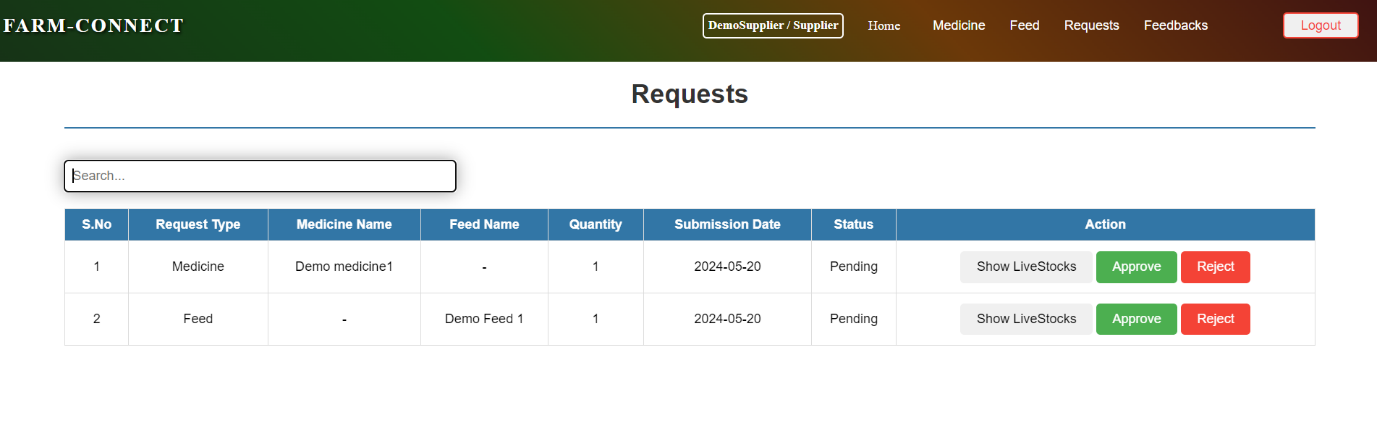 FARM-CONNECT DemoSupplier / Supplier Home Medicine Feed Requests Feedbacks Logout
Requests
Search...
S.No Request Type Medicine Name Feed Name Quantity Submission Date Status Action
1 Medicine Demo medicine1 - 1 2024-05-20 Pending Show LiveStocks Approve Reject
2 Feed - Demo Feed 1 1 2024-05-20 Pending Show LiveStocks Approve Reject